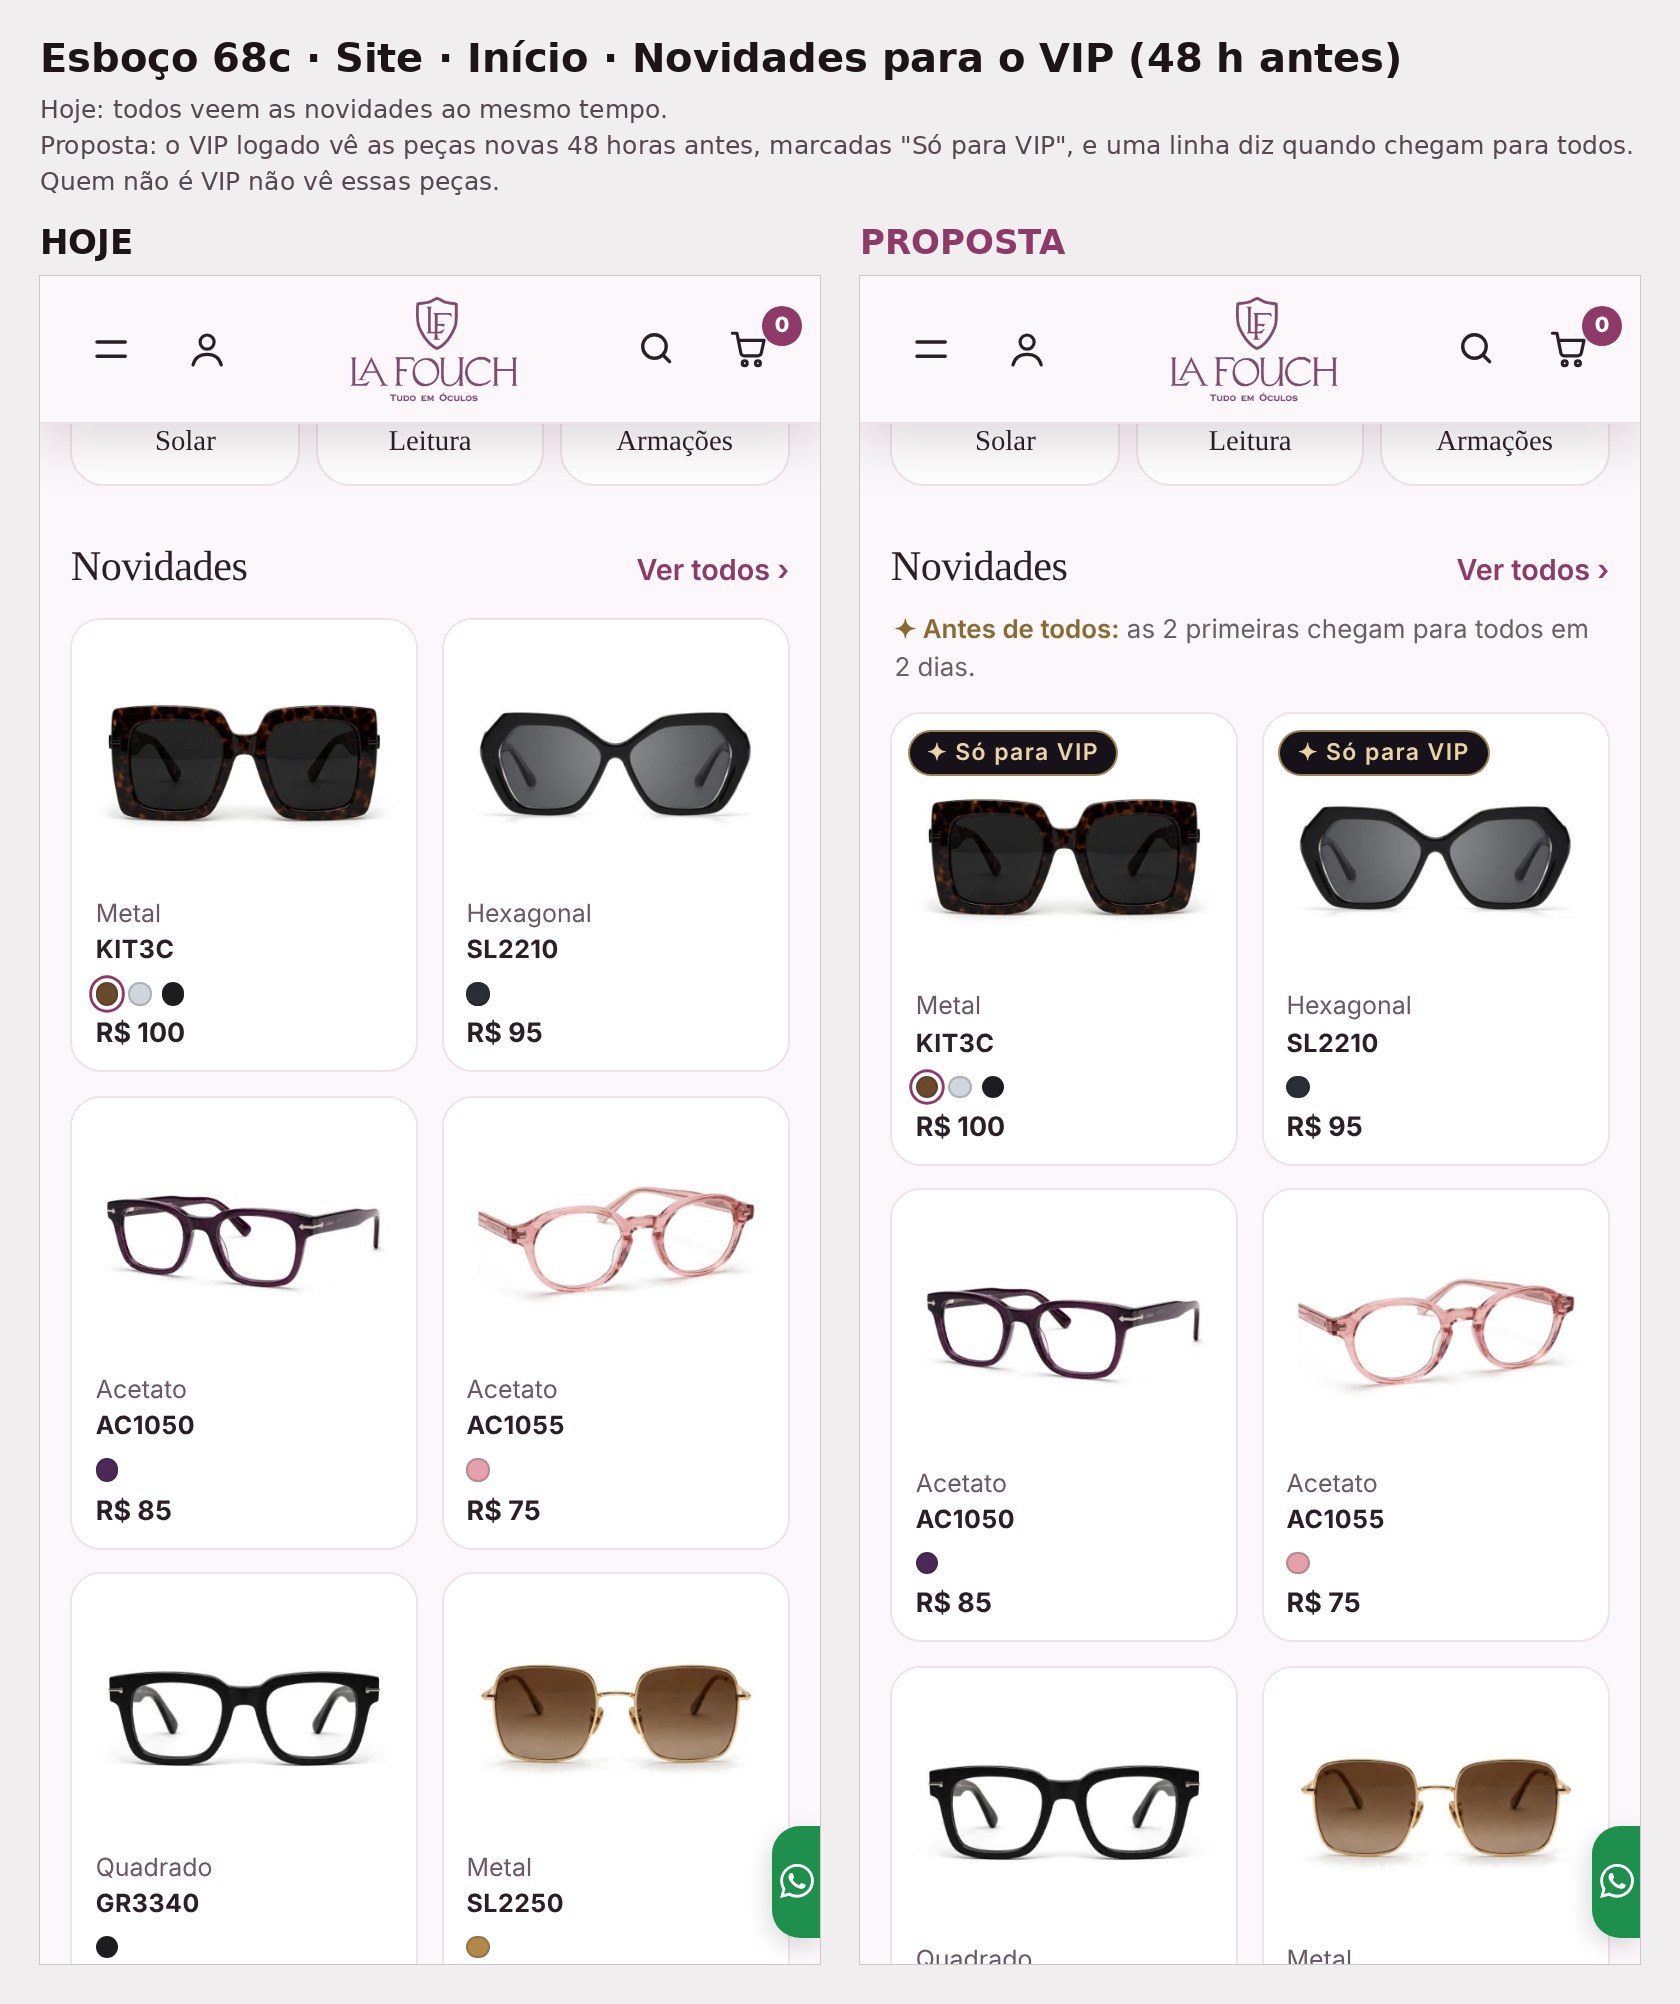 Esboço 68c · Site · Início · Novidades para o VIP (48 h antes)
Hoje: todos veem as novidades ao mesmo tempo.
Proposta: o VIP logado vê as peças novas 48 horas antes, marcadas "Só para VIP", e uma linha diz quando chegam para todos.
Quem não é VIP não vê essas peças.
HOJE
LF
LA FOUCH
TUDO EM ÓCULOS
0
Solar
Leitura
Armações
Novidades
Ver todos ›
Metal
KIT3C
R$ 100
Hexagonal
SL2210
R$ 95
Acetato
AC1050
R$ 85
Acetato
AC1055
R$ 75
Quadrado
GR3340
Metal
SL2250
PROPOSTA
LF
LA FOUCH
TUDO EM ÓCULOS
0
Solar
Leitura
Armações
Novidades
Ver todos ›
✦ Antes de todos: as 2 primeiras chegam para todos em
2 dias.
✦ Só para VIP
Metal
KIT3C
R$ 100
✦ Só para VIP
Hexagonal
SL2210
R$ 95
Acetato
AC1050
R$ 85
Acetato
AC1055
R$ 75
Quadrado
Metal